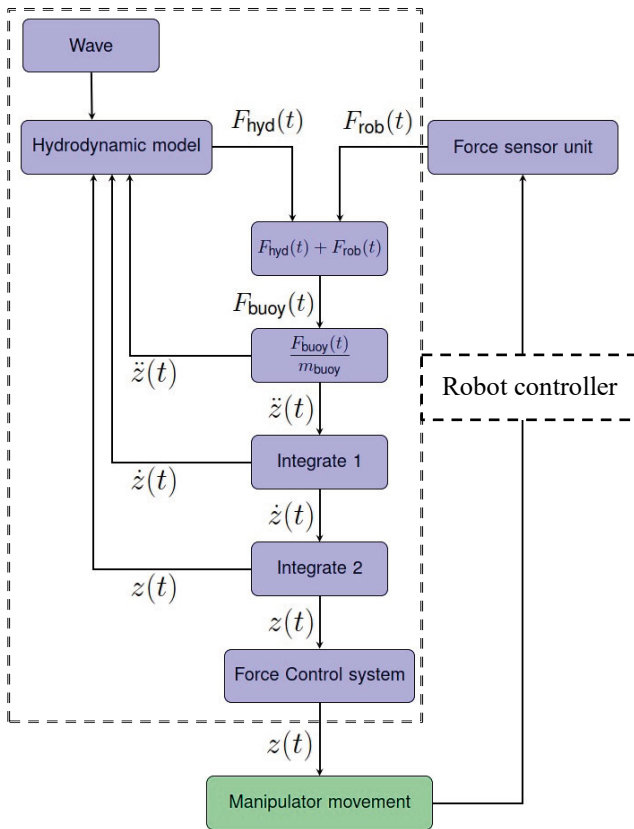 Wave
Hydrodynamic model
F_hyd(t)
F_rob(t)
Force sensor unit
F_hyd(t) + F_rob(t)
F_buoy(t)
F_buoy(t)
m_buoy
z̈(t)
z̈(t)
Robot controller
Integrate 1
ż(t)
ż(t)
Integrate 2
z(t)
z(t)
Force Control system
z(t)
Manipulator movement